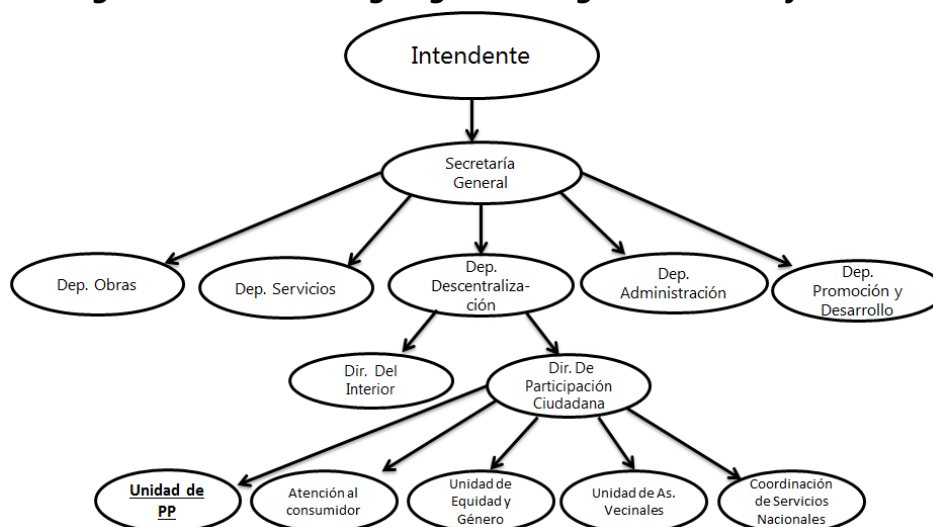 Intendente
Secretaría
General
Dep. Obras
Dep. Servicios
Dep.
Descentraliza-
ción
Dep.
Administración
Dep.
Promoción y
Desarrollo
Dir. Del
Interior
Dir. De
Participación
Ciudadana
Unidad de
PP
Atención al
consumidor
Unidad de
Equidad y
Género
Unidad de As.
Vecinales
Coordinación
de Servicios
Nacionales